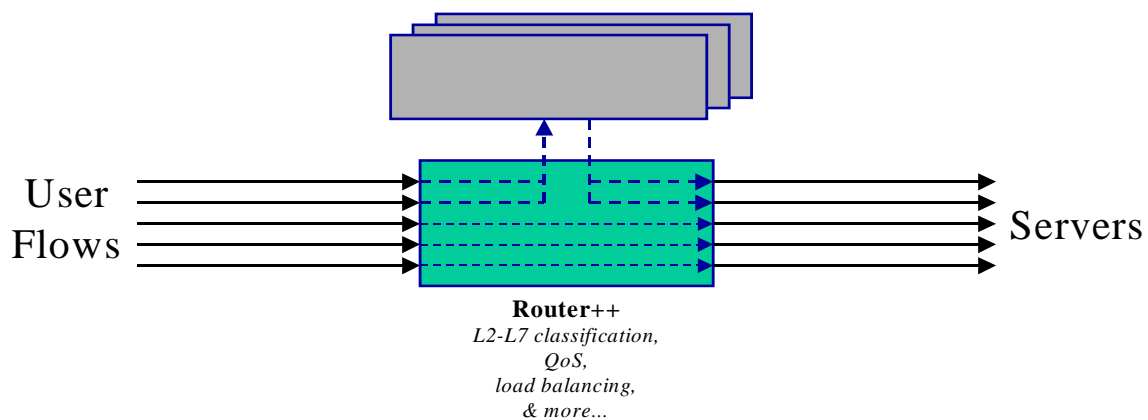 User
Flows
Servers
Router++
L2-L7 classification,
QoS,
load balancing,
& more...